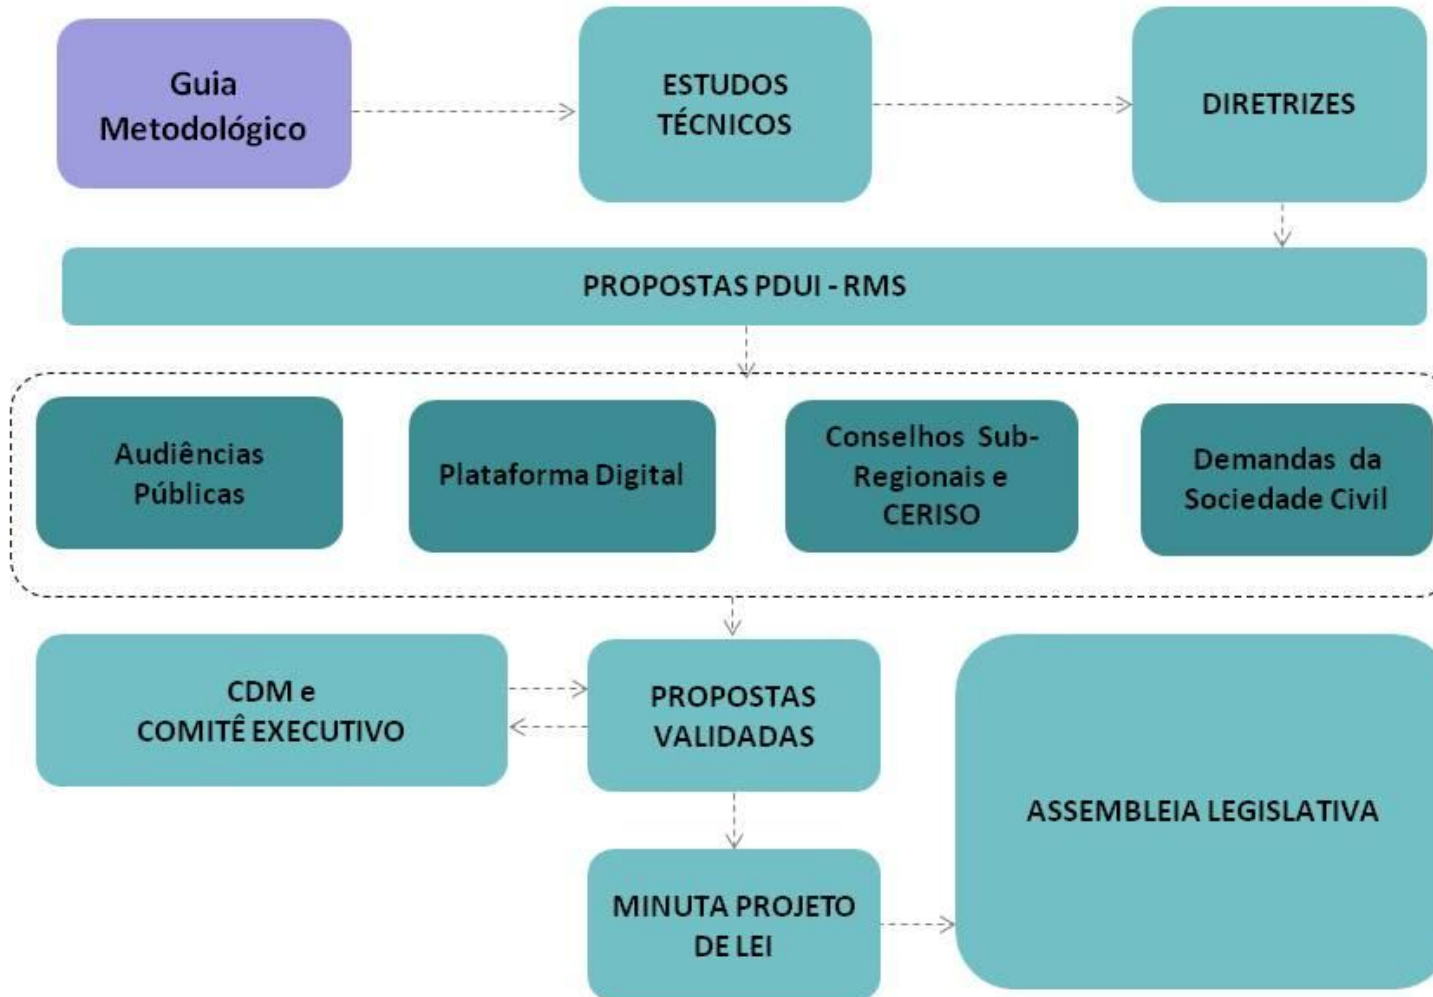 Guia
Metodológico
ESTUDOS
TÉCNICOS
DIRETRIZES
PROPOSTAS PDUI - RMS
Audiências
Públicas
Plataforma Digital
Conselhos Sub-
Regionais e
CERISO
Demandas da
Sociedade Civil
CDM e
COMITÊ EXECUTIVO
PROPOSTAS
VALIDADAS
ASSEMBLEIA LEGISLATIVA
MINUTA PROJETO
DE LEI